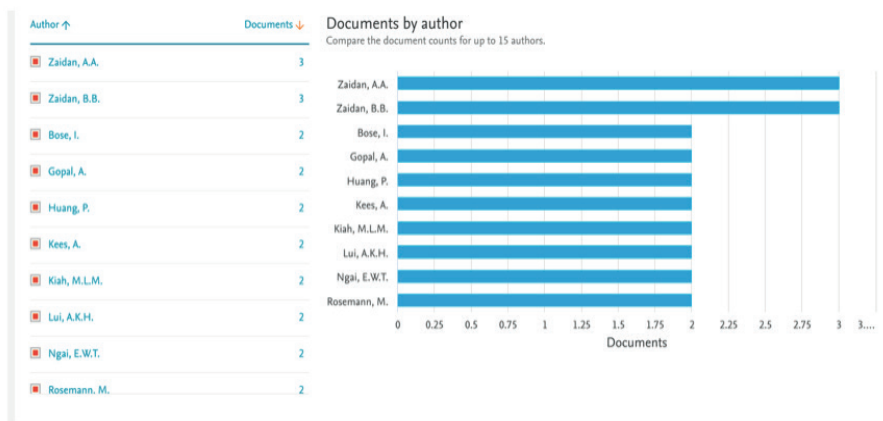 Author ↑ Documents ↓
Zaidan, A.A. 3
Zaidan, B.B. 3
Bose, I. 2
Gopal, A. 2
Huang, P. 2
Kees, A. 2
Kiah, M.L.M. 2
Lui, A.K.H. 2
Ngai, E.W.T. 2
Rosemann, M. 2
Documents by author
Compare the document counts for up to 15 authors.
Zaidan, A.A.
Zaidan, B.B.
Bose, I.
Gopal, A.
Huang, P.
Kees, A.
Kiah, M.L.M.
Lui, A.K.H.
Ngai, E.W.T.
Rosemann, M.
0 0.25 0.5 0.75 1 1.25 1.5 1.75 2 2.25 2.5 2.75 3 3....
Documents